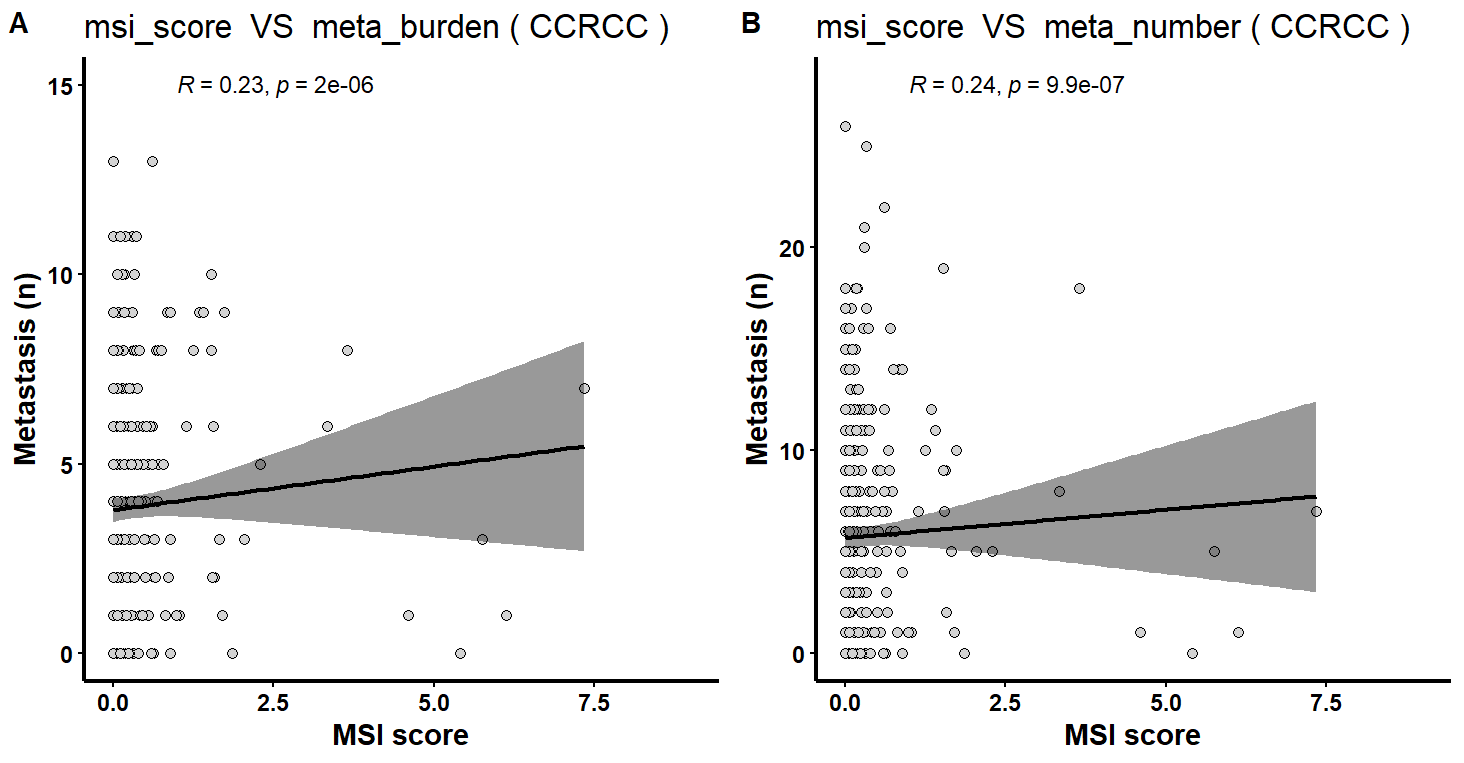 A
msi_score VS meta_burden ( CCRCC )
R = 0.23, p = 2e-06
15
10
5
0
Metastasis (n)
0.0 2.5 5.0 7.5
MSI score
B
msi_score VS meta_number ( CCRCC )
R = 0.24, p = 9.9e-07
20
10
0
Metastasis (n)
0.0 2.5 5.0 7.5
MSI score